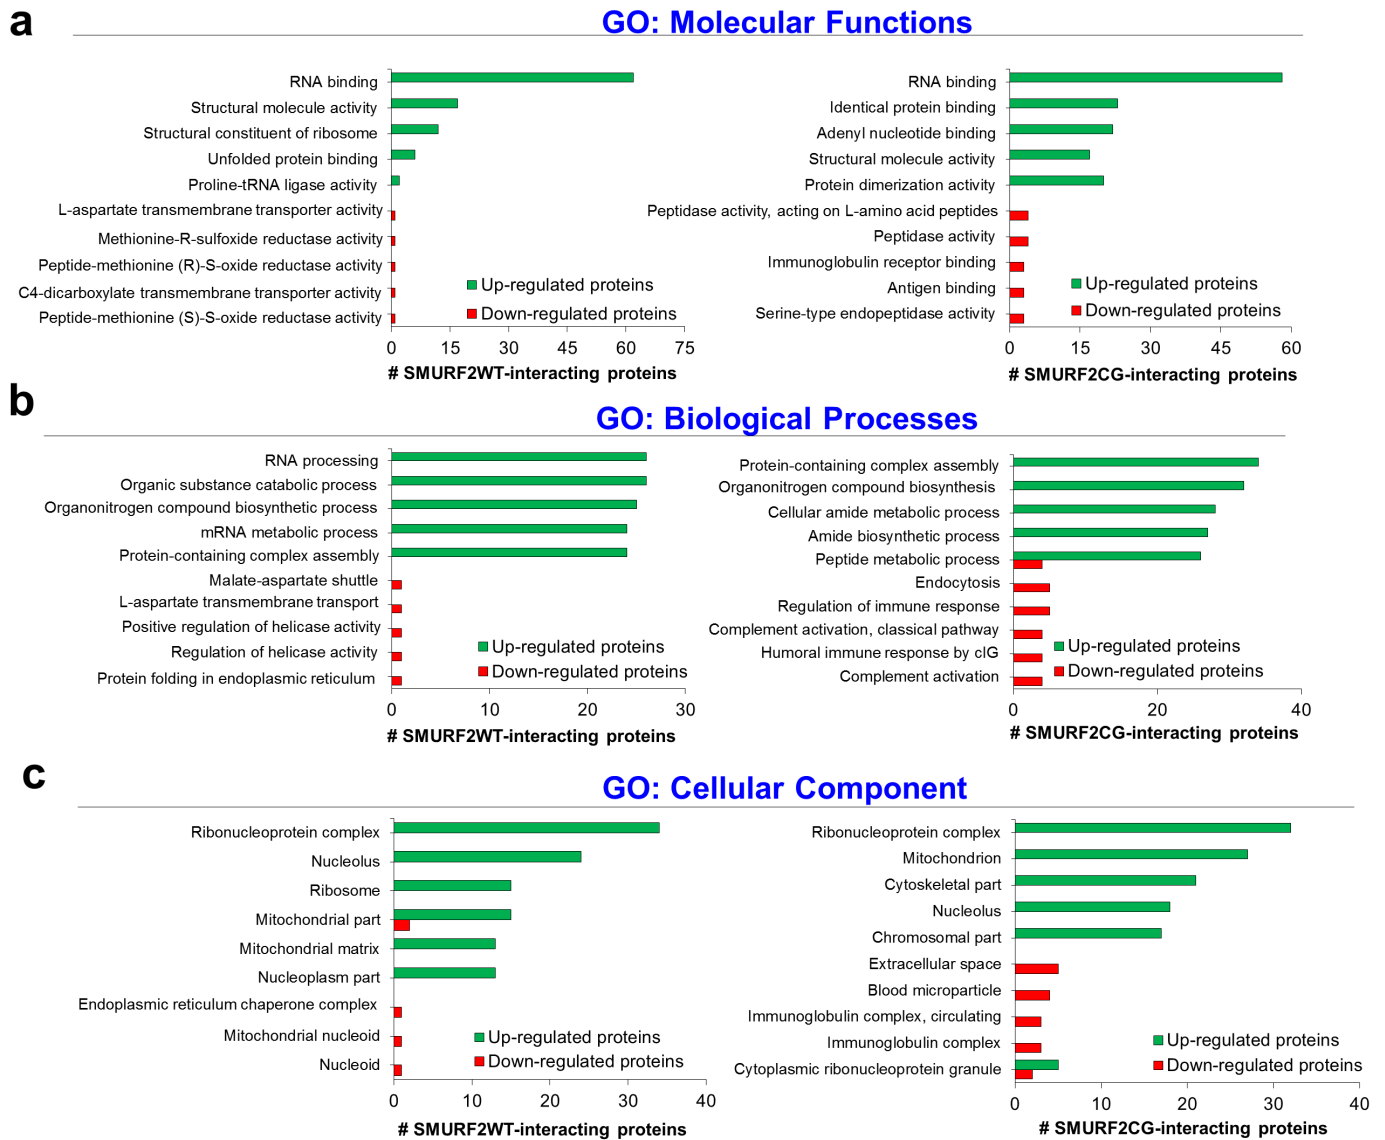 a
GO: Molecular Functions
RNA binding
Structural molecule activity
Structural constituent of ribosome
Unfolded protein binding
Proline-tRNA ligase activity
L-aspartate transmembrane transporter activity
Methionine-R-sulfoxide reductase activity
Peptide-methionine (R)-S-oxide reductase activity
C4-dicarboxylate transmembrane transporter activity
Peptide-methionine (S)-S-oxide reductase activity
Up-regulated proteins
Down-regulated proteins
0 15 30 45 60 75
# SMURF2WT-interacting proteins
RNA binding
Identical protein binding
Adenyl nucleotide binding
Structural molecule activity
Protein dimerization activity
Peptidase activity, acting on L-amino acid peptides
Peptidase activity
Immunoglobulin receptor binding
Antigen binding
Serine-type endopeptidase activity
Up-regulated proteins
Down-regulated proteins
0 15 30 45 60
# SMURF2CG-interacting proteins
b
GO: Biological Processes
RNA processing
Organic substance catabolic process
Organonitrogen compound biosynthetic process
mRNA metabolic process
Protein-containing complex assembly
Malate-aspartate shuttle
L-aspartate transmembrane transport
Positive regulation of helicase activity
Regulation of helicase activity
Protein folding in endoplasmic reticulum
Up-regulated proteins
Down-regulated proteins
0 10 20 30
# SMURF2WT-interacting proteins
Protein-containing complex assembly
Organonitrogen compound biosynthesis
Cellular amide metabolic process
Amide biosynthetic process
Peptide metabolic process
Endocytosis
Regulation of immune response
Complement activation, classical pathway
Humoral immune response by cIG
Complement activation
Up-regulated proteins
Down-regulated proteins
0 20 40
# SMURF2CG-interacting proteins
c
GO: Cellular Component
Ribonucleoprotein complex
Nucleolus
Ribosome
Mitochondrial part
Mitochondrial matrix
Nucleoplasm part
Endoplasmic reticulum chaperone complex
Mitochondrial nucleoid
Nucleoid
Up-regulated proteins
Down-regulated proteins
0 10 20 30 40
# SMURF2WT-interacting proteins
Ribonucleoprotein complex
Mitochondrion
Cytoskeletal part
Nucleolus
Chromosomal part
Extracellular space
Blood microparticle
Immunoglobulin complex, circulating
Immunoglobulin complex
Cytoplasmic ribonucleoprotein granule
Up-regulated proteins
Down-regulated proteins
0 10 20 30 40
# SMURF2CG-interacting proteins